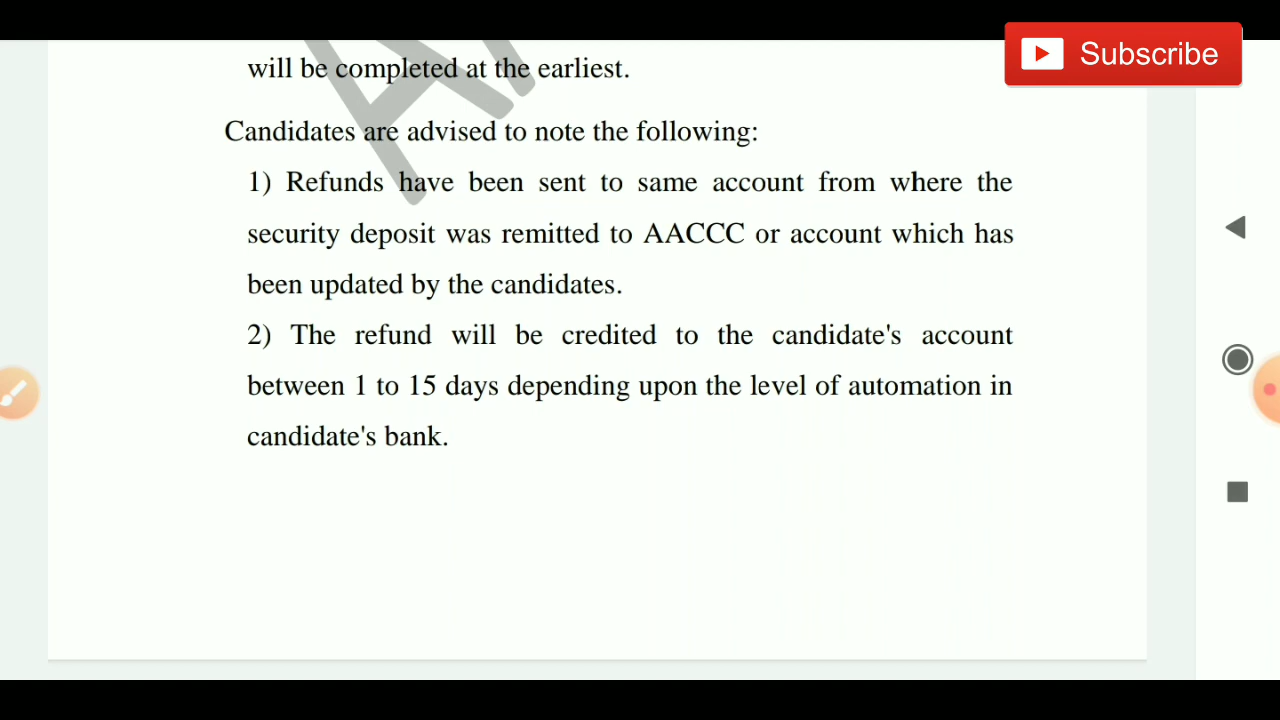 Subscribe
will be completed at the earliest.
Candidates are advised to note the following:
1) Refunds have been sent to same account from where the
security deposit was remitted to AACCC or account which has
been updated by the candidates.
2) The refund will be credited to the candidate's account
between 1 to 15 days depending upon the level of automation in
candidate's bank.